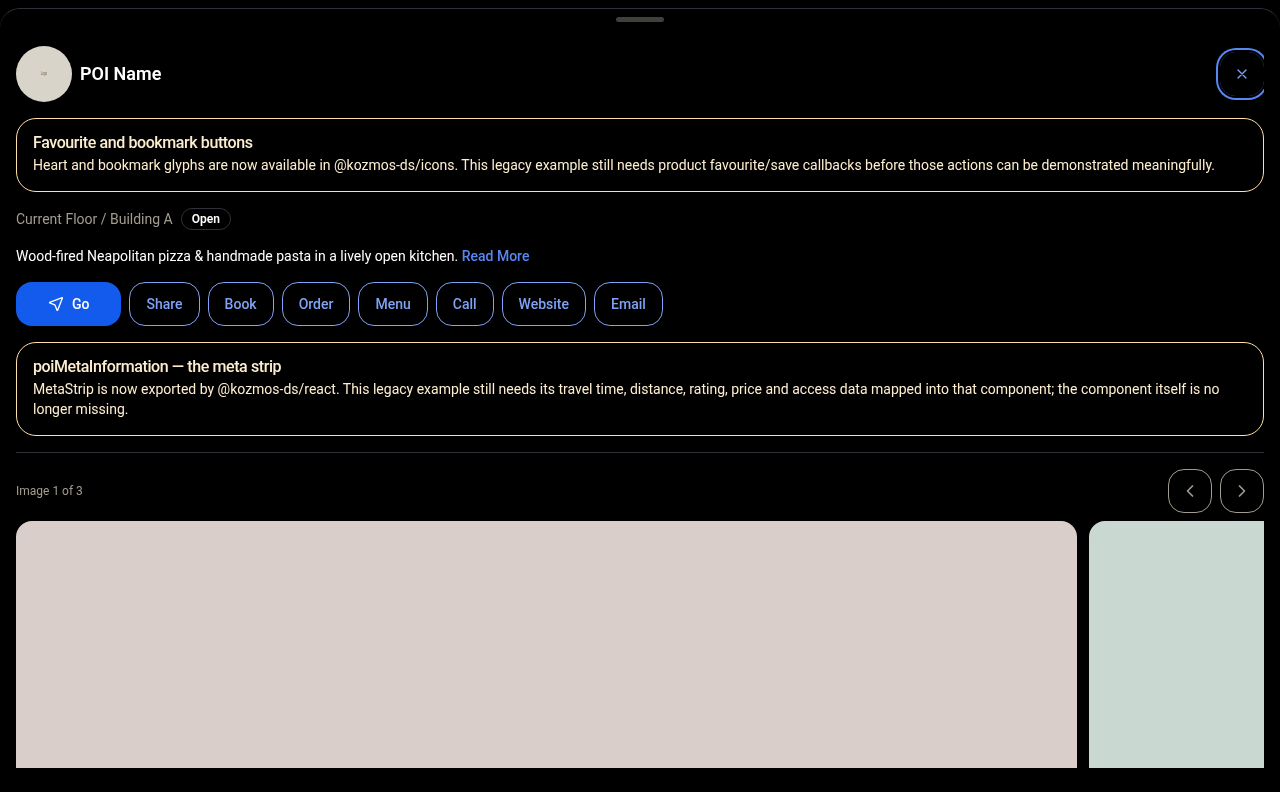 POI Name
Favourite and bookmark buttons
Heart and bookmark glyphs are now available in @kozmos-ds/icons. This legacy example still needs product favourite/save callbacks before those actions can be demonstrated meaningfully.
Current Floor / Building A Open
Wood-fired Neapolitan pizza & handmade pasta in a lively open kitchen. Read More
Go Share Book Order Menu Call Website Email
poiMetaInformation — the meta strip
MetaStrip is now exported by @kozmos-ds/react. This legacy example still needs its travel time, distance, rating, price and access data mapped into that component; the component itself is no
longer missing.
Image 1 of 3